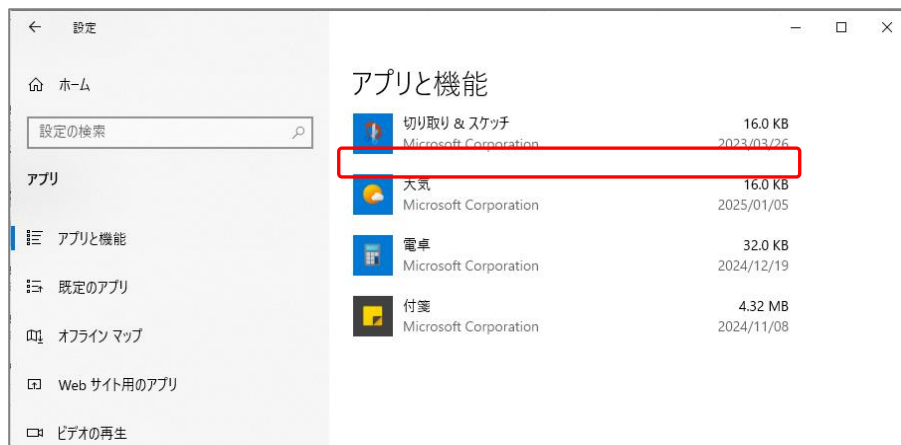 設定
ホーム
設定の検索
アプリ
アプリと機能
既定のアプリ
オフライン マップ
Web サイト用のアプリ
ビデオの再生
アプリと機能
切り取り & スケッチ 16.0 KB
Microsoft Corporation 2023/03/26
天気 16.0 KB
Microsoft Corporation 2025/01/05
電卓 32.0 KB
Microsoft Corporation 2024/12/19
付箋 4.32 MB
Microsoft Corporation 2024/11/08